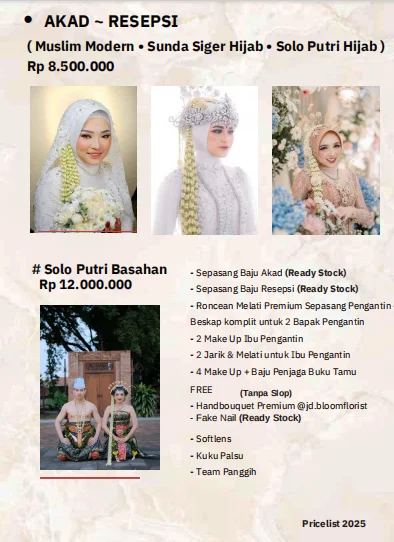 • AKAD ~ RESEPSI
( Muslim Modern • Sunda Siger Hijab • Solo Putri Hijab )
Rp 8.500.000
# Solo Putri Basahan
Rp 12.000.000
- Sepasang Baju Akad (Ready Stock)
- Sepasang Baju Resepsi (Ready Stock)
- Roncean Melati Premium Sepasang Pengantin
Beskap komplit untuk 2 Bapak Pengantin
- 2 Make Up Ibu Pengantin
- 2 Jarik & Melati untuk Ibu Pengantin
- 4 Make Up + Baju Penjaga Buku Tamu
FREE (Tanpa Slop)
- Handbouquet Premium @jd.bloomflorist
- Fake Nail (Ready Stock)
- Softlens
- Kuku Palsu
- Team Panggih
Pricelist 2025